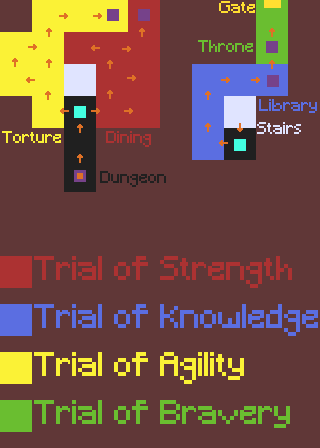 Gate
Throne
Library
Stairs
Torture
Dining
Dungeon
Trial of Strength
Trial of Knowledge
Trial of Agility
Trial of Bravery